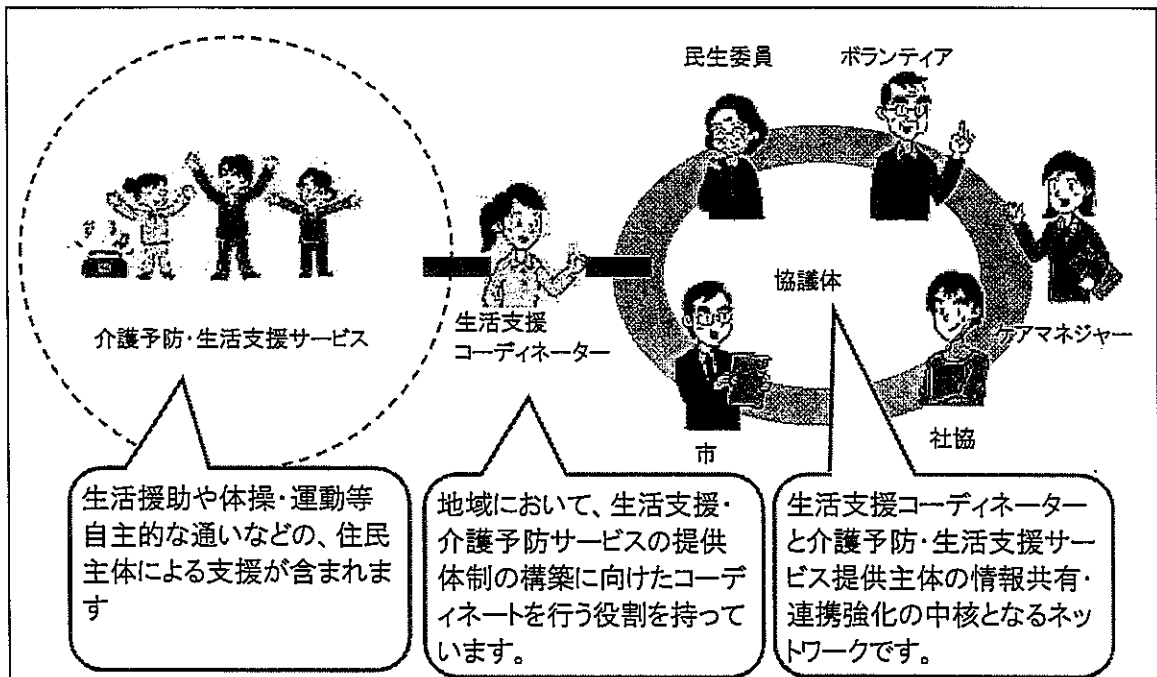 民生委員
ボランティア
介護予防・生活支援サービス
生活支援
コーディネーター
協議体
ケアマネジャー
市
社協
生活援助や体操・運動等
自主的な通いなどの、住民
主体による支援が含まれま
す
地域において、生活支援・
介護予防サービスの提供
体制の構築に向けたコーデ
ィネートを行う役割を持って
います。
生活支援コーディネーター
と介護予防・生活支援サー
ビス提供主体の情報共有・
連携強化の中核となるネッ
トワークです。